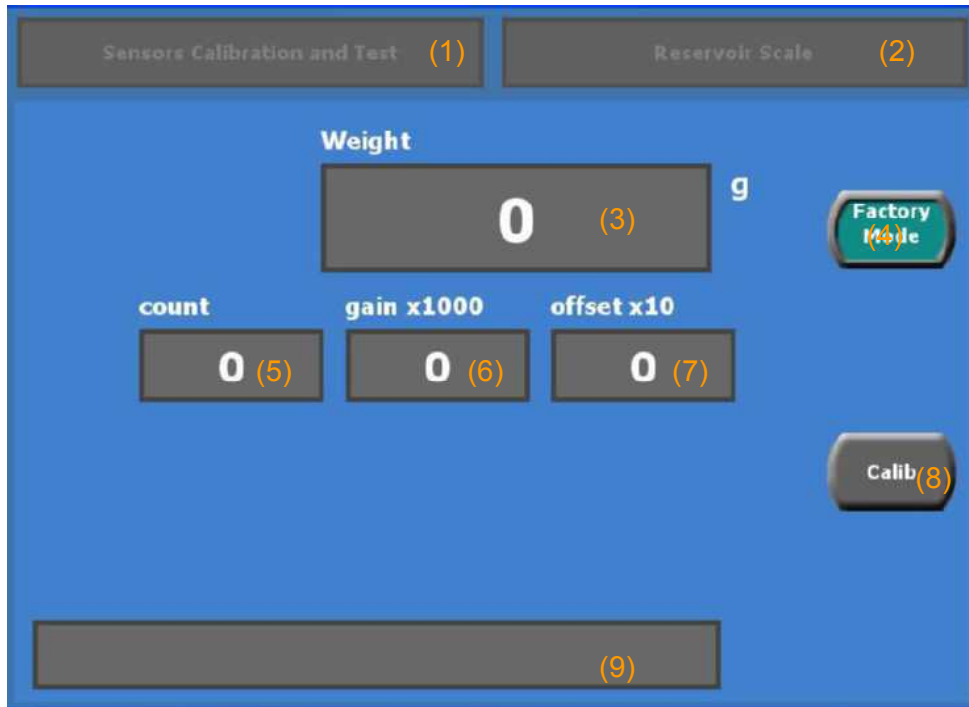 Sensors Calibration and Test (1)
Reservoir Scale (2)
Weight
0 (3)
g
Factory
Mode
(4)
count
gain x1000
offset x10
0 (5)
0 (6)
0 (7)
Calib (8)
(9)